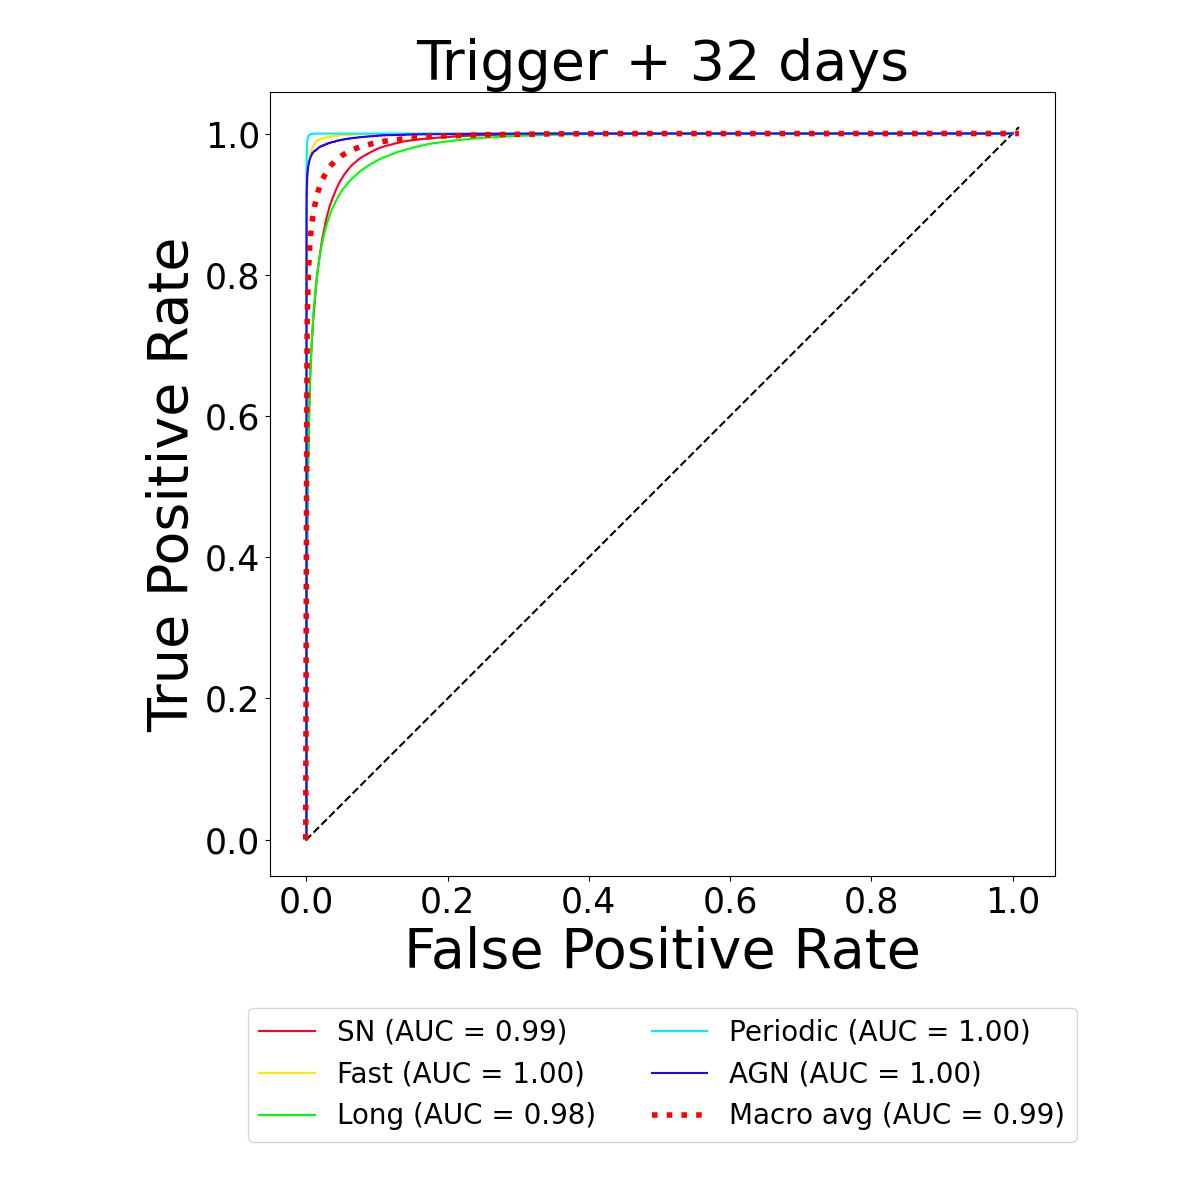 Trigger + 32 days
True Positive Rate
1.0
0.8
0.6
0.4
0.2
0.0
0.0 0.2 0.4 0.6 0.8 1.0
False Positive Rate
SN (AUC = 0.99)
Fast (AUC = 1.00)
Long (AUC = 0.98)
Periodic (AUC = 1.00)
AGN (AUC = 1.00)
Macro avg (AUC = 0.99)